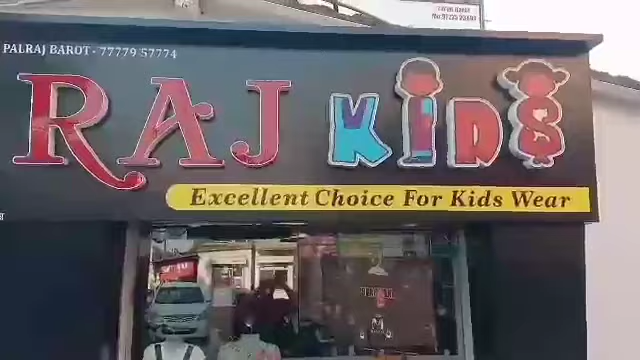 PALRAJ BAROT - 77779 57774
RAJ KIDS
Excellent Choice For Kids Wear